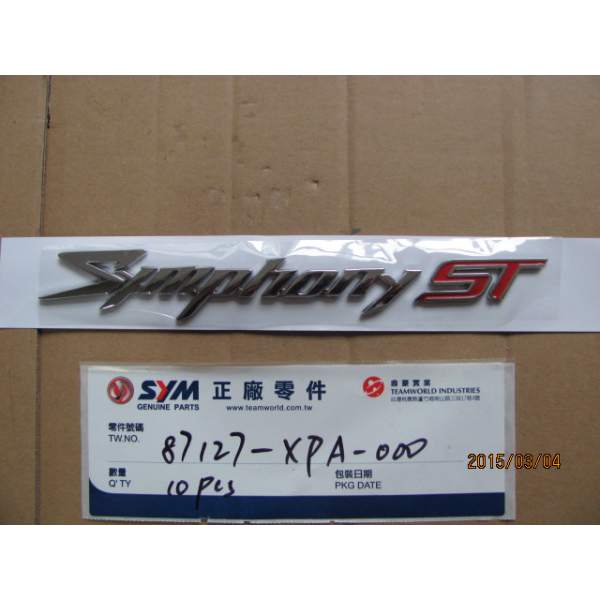 Symphony ST
SYM 正廠零件
GENUINE PARTS
www.teamworld.com.tw
TEAMWORLD INDUSTRIES
零件號碼
TW.NO.
87127-XPA-000
數量
Q'TY
10 pcs
包裝日期
PKG DATE
2015/03/04